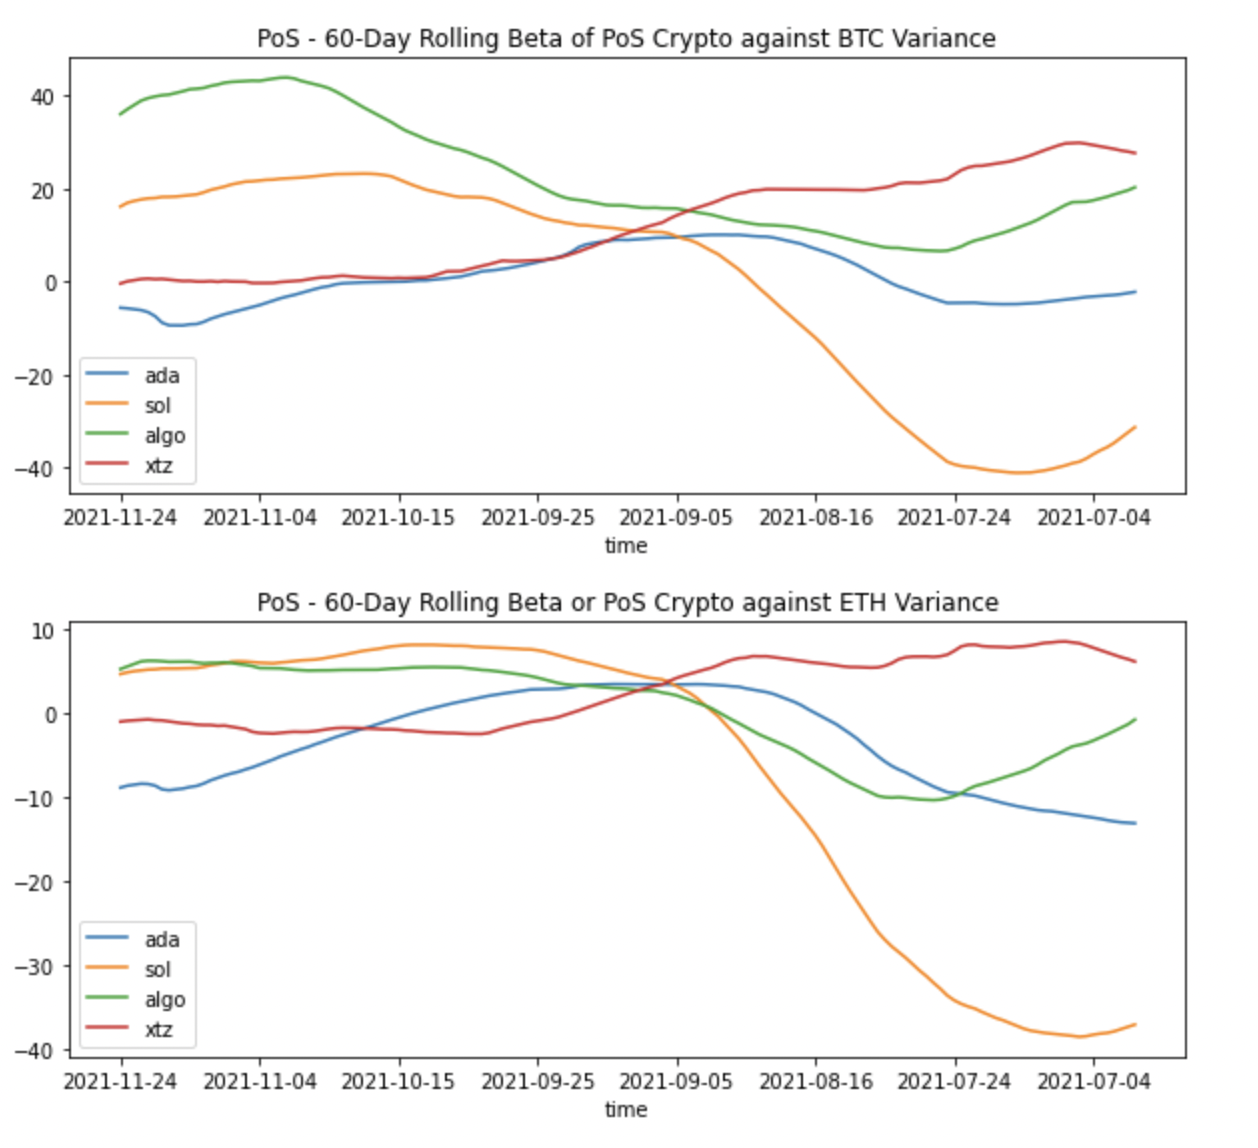 PoS - 60-Day Rolling Beta of PoS Crypto against BTC Variance
40
20
0
−20
−40
ada
sol
algo
xtz
2021-11-24 2021-11-04 2021-10-15 2021-09-25 2021-09-05 2021-08-16 2021-07-24 2021-07-04
time
PoS - 60-Day Rolling Beta or PoS Crypto against ETH Variance
10
0
−10
−20
−30
−40
ada
sol
algo
xtz
2021-11-24 2021-11-04 2021-10-15 2021-09-25 2021-09-05 2021-08-16 2021-07-24 2021-07-04
time